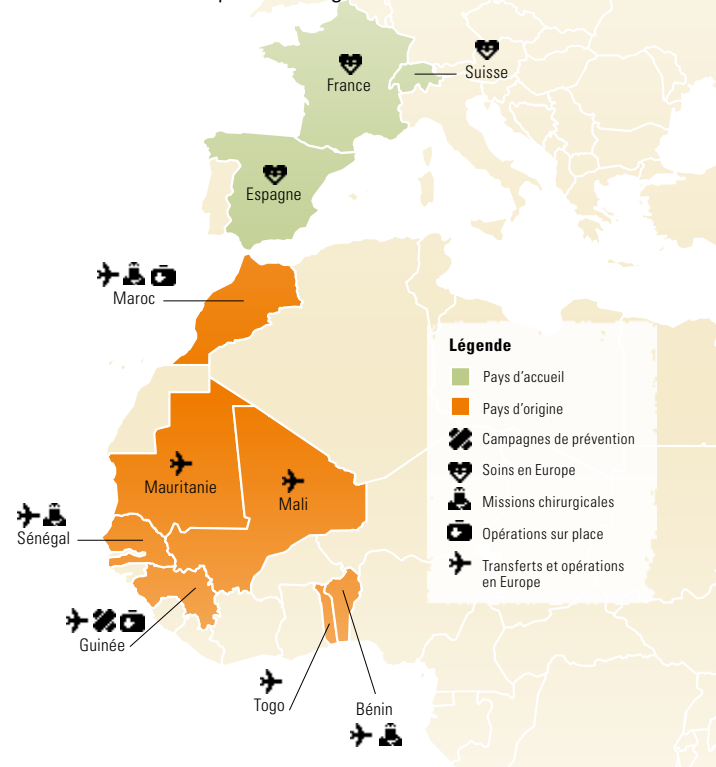 France
Suisse
Espagne
Maroc
Légende
Pays d’accueil
Pays d’origine
Campagnes de prévention
Soins en Europe
Missions chirurgicales
Opérations sur place
Transferts et opérations
en Europe
Mauritanie
Mali
Sénégal
Guinée
Togo
Bénin